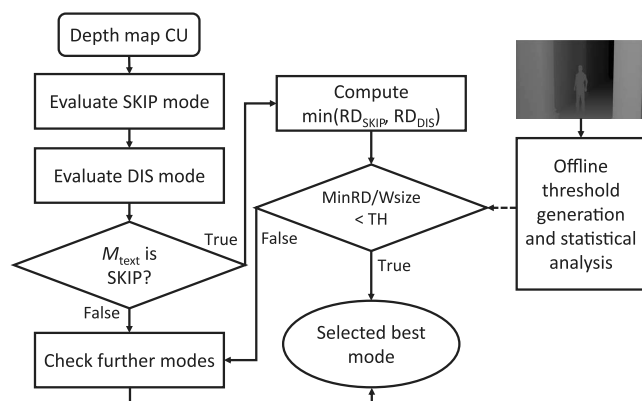 Depth map CU
Evaluate SKIP mode
Evaluate DIS mode
M_text is
SKIP?
True
False
Check further modes
Compute
min(RD_SKIP, RD_DIS)
MinRD/Wsize
< TH
False
True
Selected best
mode
Offline
threshold
generation
and statistical
analysis